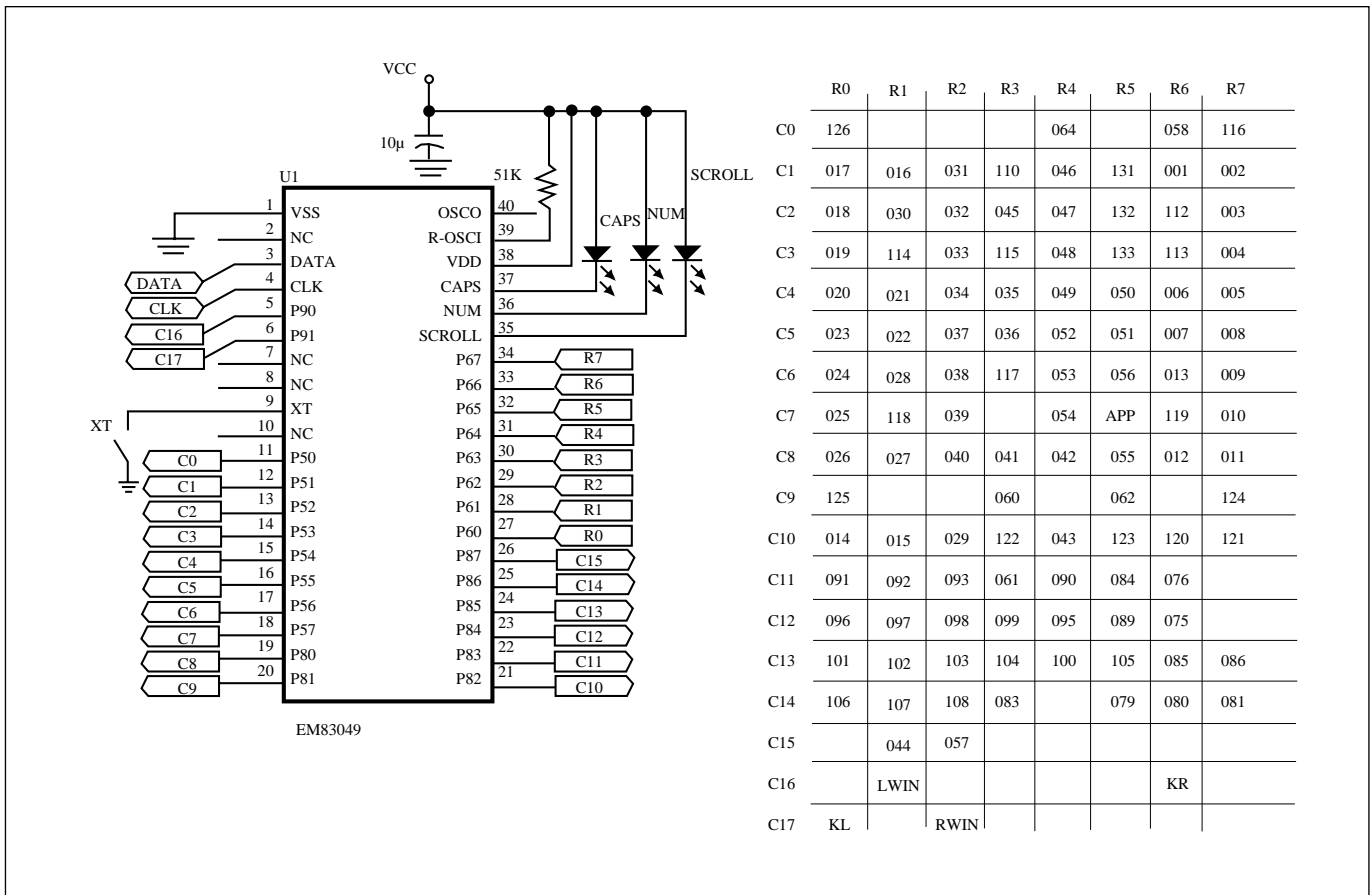 VCC
10µ
51K
SCROLL
CAPS
NUM
U1
1 VSS
2 NC
3 DATA
4 CLK
5 P90
6 P91
7 NC
8 NC
9 XT
10 NC
11 P50
12 P51
13 P52
14 P53
15 P54
16 P55
17 P56
18 P57
19 P80
20 P81
OSCO 40
R-OSCI 39
VDD 38
CAPS 37
NUM 36
SCROLL 35
P67 34
P66 33
P65 32
P64 31
P63 30
P62 29
P61 28
P60 27
P87 26
P86 25
P85 24
P84 23
P83 22
P82 21
DATA
CLK
C16
C17
XT
C0
C1
C2
C3
C4
C5
C6
C7
C8
C9
R7
R6
R5
R4
R3
R2
R1
R0
C15
C14
C13
C12
C11
C10
EM83049
R0 R1 R2 R3 R4 R5 R6 R7
C0 126 064 058 116
C1 017 016 031 110 046 131 001 002
C2 018 030 032 045 047 132 112 003
C3 019 114 033 115 048 133 113 004
C4 020 021 034 035 049 050 006 005
C5 023 022 037 036 052 051 007 008
C6 024 028 038 117 053 056 013 009
C7 025 118 039 054 APP 119 010
C8 026 027 040 041 042 055 012 011
C9 125 060 062 124
C10 014 015 029 122 043 123 120 121
C11 091 092 093 061 090 084 076
C12 096 097 098 099 095 089 075
C13 101 102 103 104 100 105 085 086
C14 106 107 108 083 079 080 081
C15 044 057
C16 LWIN KR
C17 KL RWIN